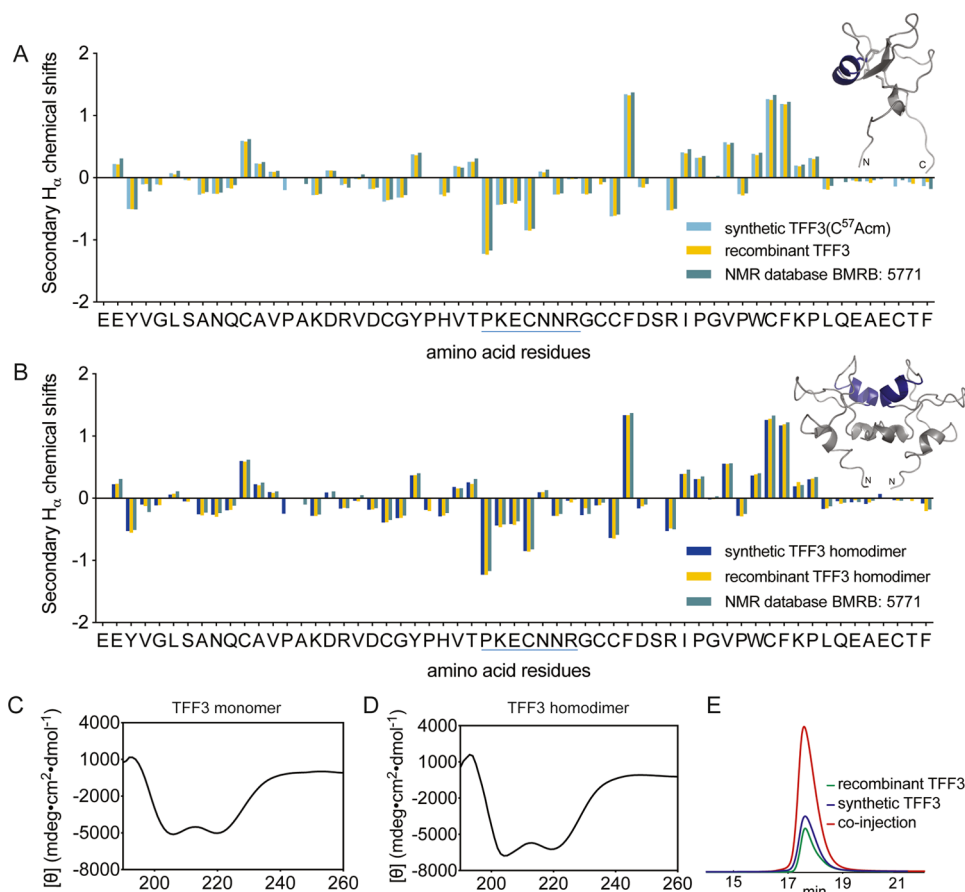 A
2
1
0
-1
-2
Secondary Hα chemical shifts
N
C
synthetic TFF3(C⁵⁷Acm)
recombinant TFF3
NMR database BMRB: 5771
EEYVGLSANQCAVPAKDRVDCGYPHVTPKECNNRGCCFDSRIPGVPWCFKPLQEAECTF
amino acid residues
B
2
1
0
-1
-2
Secondary Hα chemical shifts
N N
synthetic TFF3 homodimer
recombinant TFF3 homodimer
NMR database BMRB: 5771
EEYVGLSANQCAVPAKDRVDCGYPHVTPKECNNRGCCFDSRIPGVPWCFKPLQEAECTF
amino acid residues
C
TFF3 monomer
[θ] (mdeg•cm²•dmol⁻¹)
4000
1000
-2000
-5000
-8000
200 220 240 260
D
TFF3 homodimer
[θ] (mdeg•cm²•dmol⁻¹)
4000
1000
-2000
-5000
-8000
200 220 240 260
E
recombinant TFF3
synthetic TFF3
co-injection
15 17 19 21
min